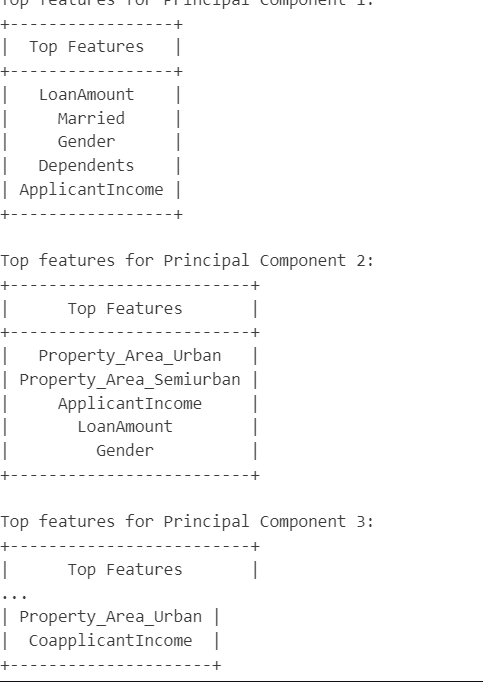 Top features for Principal Component 1:
+-----------------+
|  Top Features   |
+-----------------+
|   LoanAmount    |
|     Married     |
|     Gender      |
|   Dependents    |
| ApplicantIncome |
+-----------------+

Top features for Principal Component 2:
+-------------------------+
|      Top Features       |
+-------------------------+
|   Property_Area_Urban   |
| Property_Area_Semiurban |
|     ApplicantIncome     |
|       LoanAmount        |
|         Gender          |
+-------------------------+

Top features for Principal Component 3:
+-------------------------+
|      Top Features       |
...
| Property_Area_Urban |
|  CoapplicantIncome  |
+---------------------+